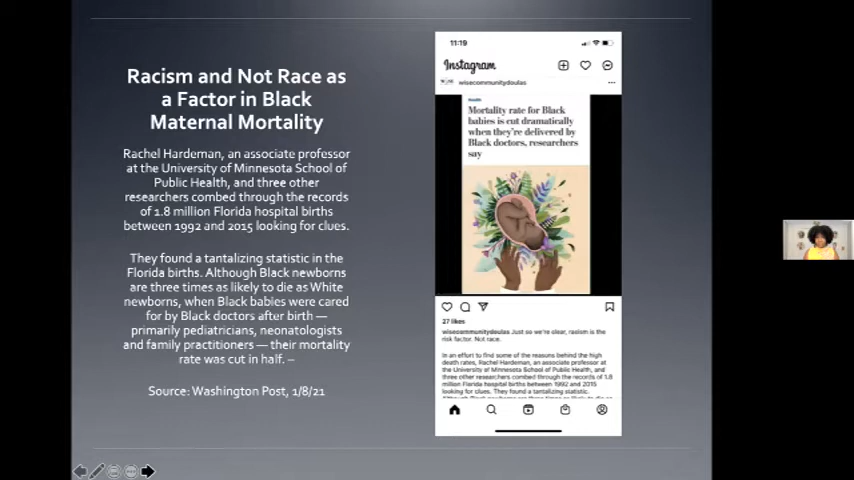 Racism and Not Race as
a Factor in Black
Maternal Mortality
Rachel Hardeman, an associate professor
at the University of Minnesota School of
Public Health, and three other
researchers combed through the records
of 1.8 million Florida hospital births
between 1992 and 2015 looking for clues.
They found a tantalizing statistic in the
Florida births. Although Black newborns
are three times as likely to die as White
newborns, when Black babies were cared
for by Black doctors after birth —
primarily pediatricians, neonatologists
and family practitioners — their mortality
rate was cut in half. –
Source: Washington Post, 1/8/21
11:19
Instagram
wisecommunitydoulas
Mortality rate for Black
babies is cut dramatically
when they're delivered by
Black doctors, researchers
say
27 likes
wisecommunitydoulas Just so we're clear, racism is the
risk factor. Not race.
In an effort to find some of the reasons behind the high
death rates, Rachel Hardeman, an associate professor at
the University of Minnesota School of Public Health, and
three other researchers combed through the records of 1.8
million Florida hospital births between 1992 and 2015
looking for clues. They found a tantalizing statistic.